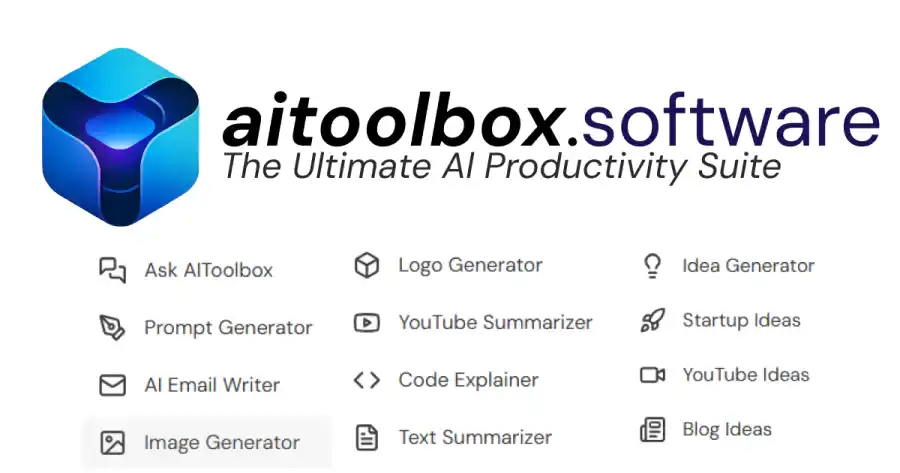 aitoolbox.software
The Ultimate AI Productivity Suite
Ask AIToolbox
Prompt Generator
AI Email Writer
Image Generator
Logo Generator
YouTube Summarizer
Code Explainer
Text Summarizer
Idea Generator
Startup Ideas
YouTube Ideas
Blog Ideas